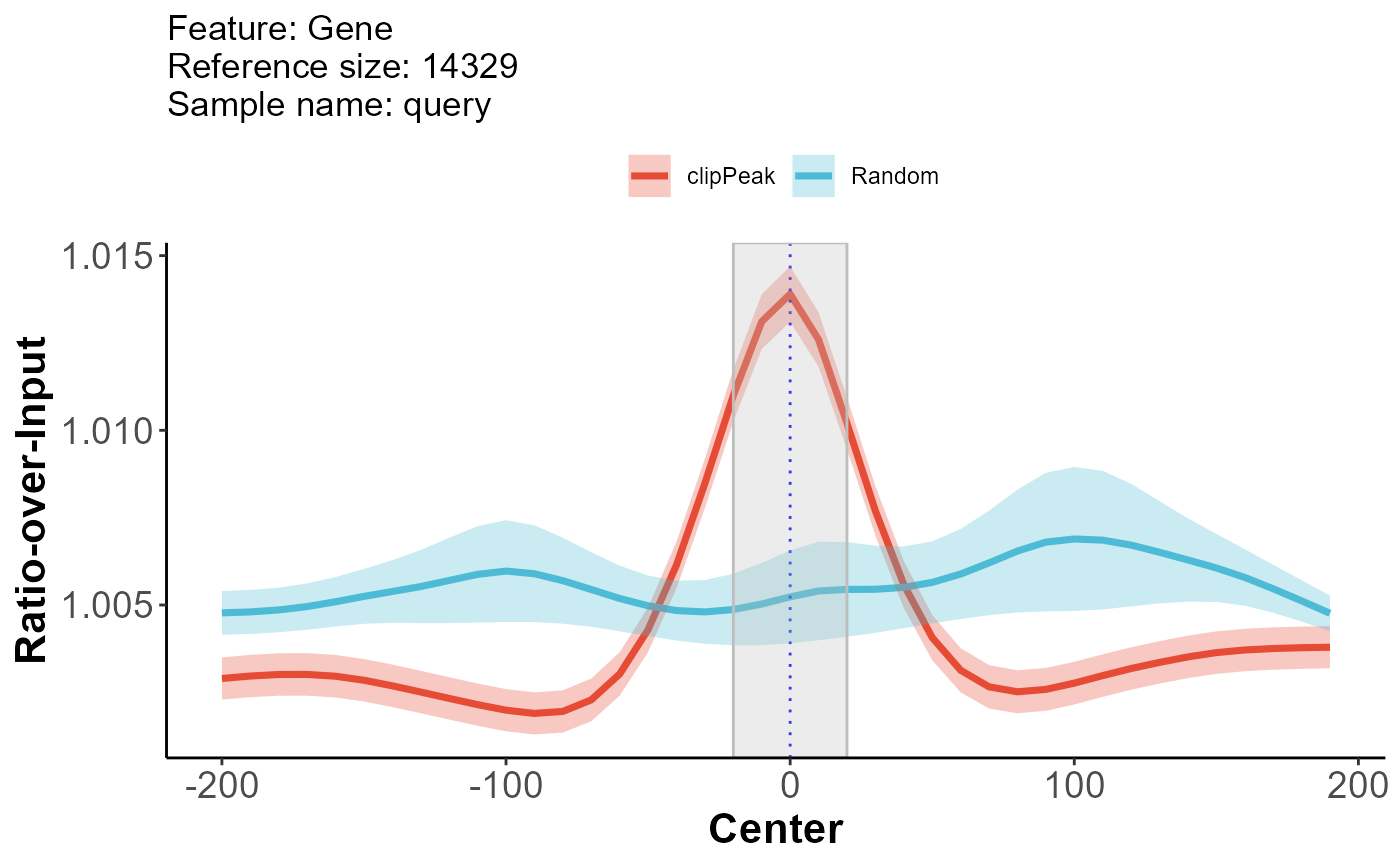 Feature: Gene
Reference size: 14329
Sample name: query
clipPeak Random
1.015
1.010
1.005
Ratio-over-Input
-200 -100 0 100 200
Center